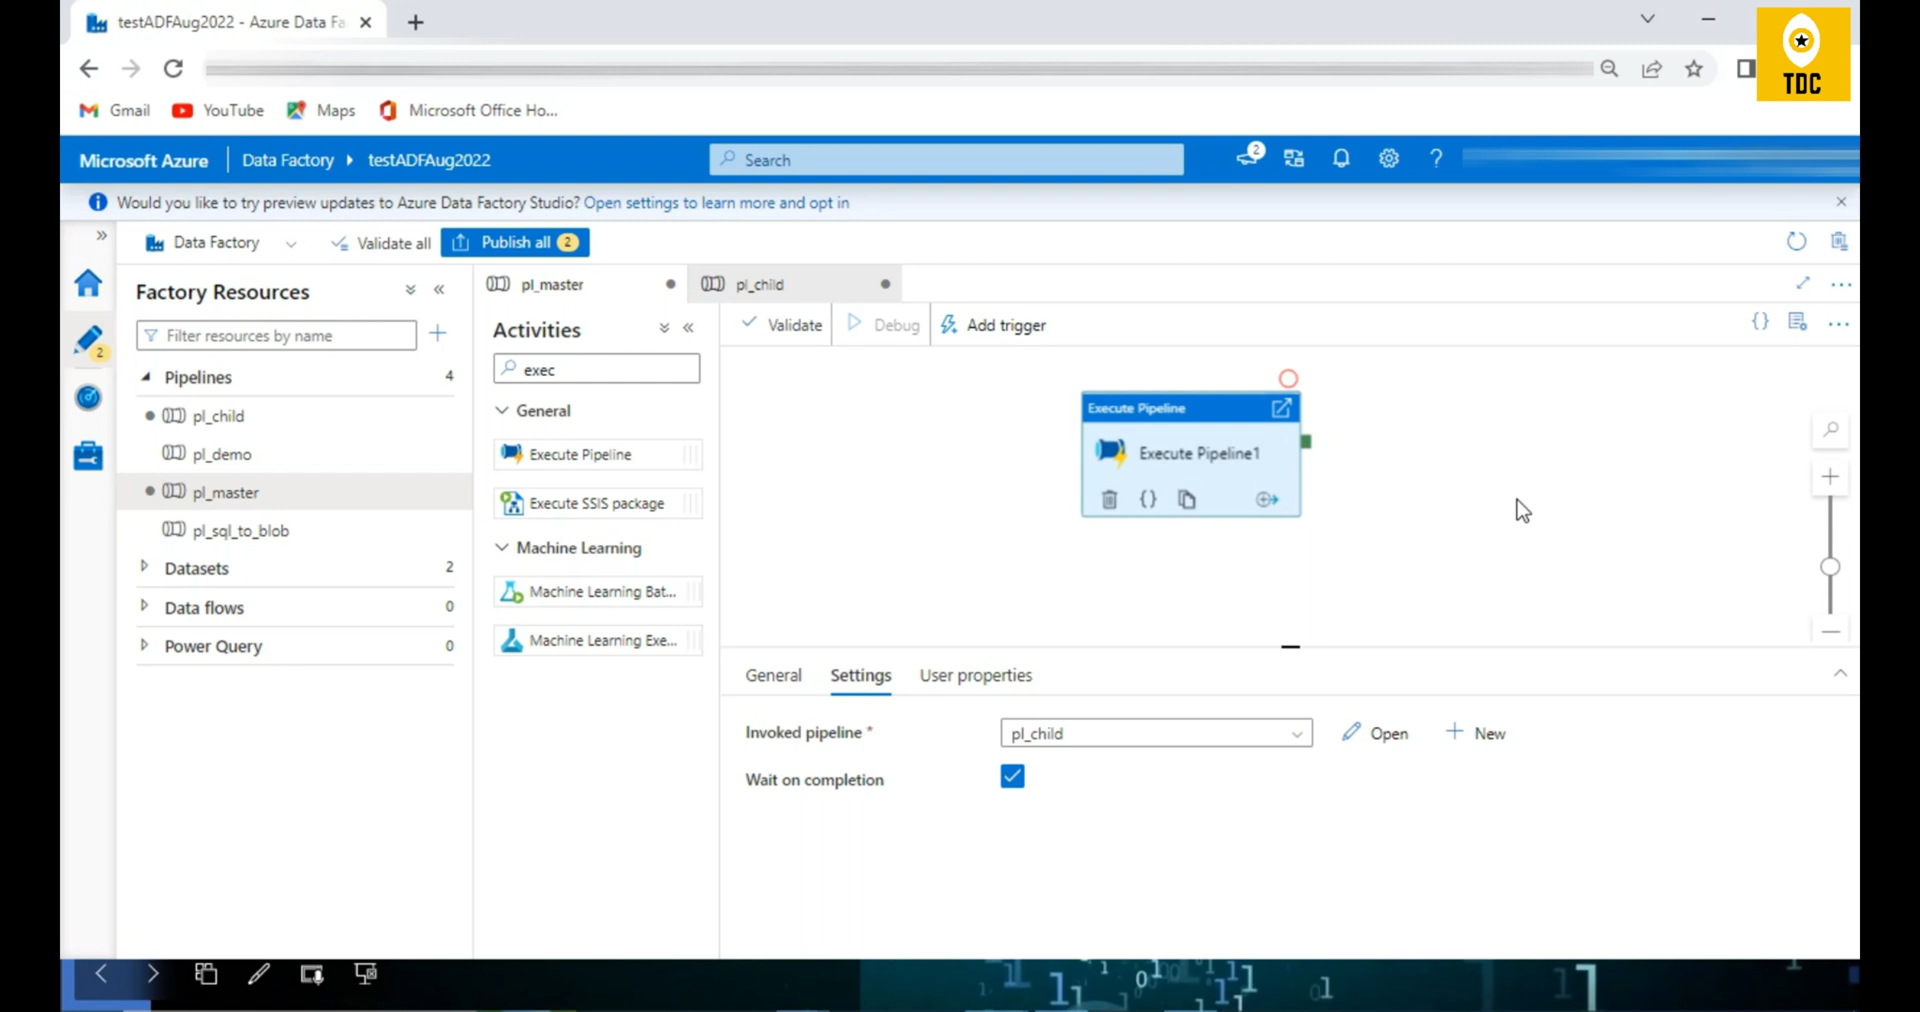 testADFAug2022 - Azure Data Fa
TDC
Gmail
YouTube
Maps
Microsoft Office Ho...
Microsoft Azure
Data Factory
testADFAug2022
Search
2
?
Would you like to try preview updates to Azure Data Factory Studio? Open settings to learn more and opt in
Data Factory
Validate all
Publish all 2
2
Factory Resources
Filter resources by name
Pipelines 4
pl_child
pl_demo
pl_master
pl_sql_to_blob
Datasets 2
Data flows 0
Power Query 0
pl_master
pl_child
Activities
exec
General
Execute Pipeline
Execute SSIS package
Machine Learning
Machine Learning Bat...
Machine Learning Exe...
Validate
Debug
Add trigger
{}
Execute Pipeline
Execute Pipeline1
{}
General
Settings
User properties
Invoked pipeline *
pl_child
Open
New
Wait on completion